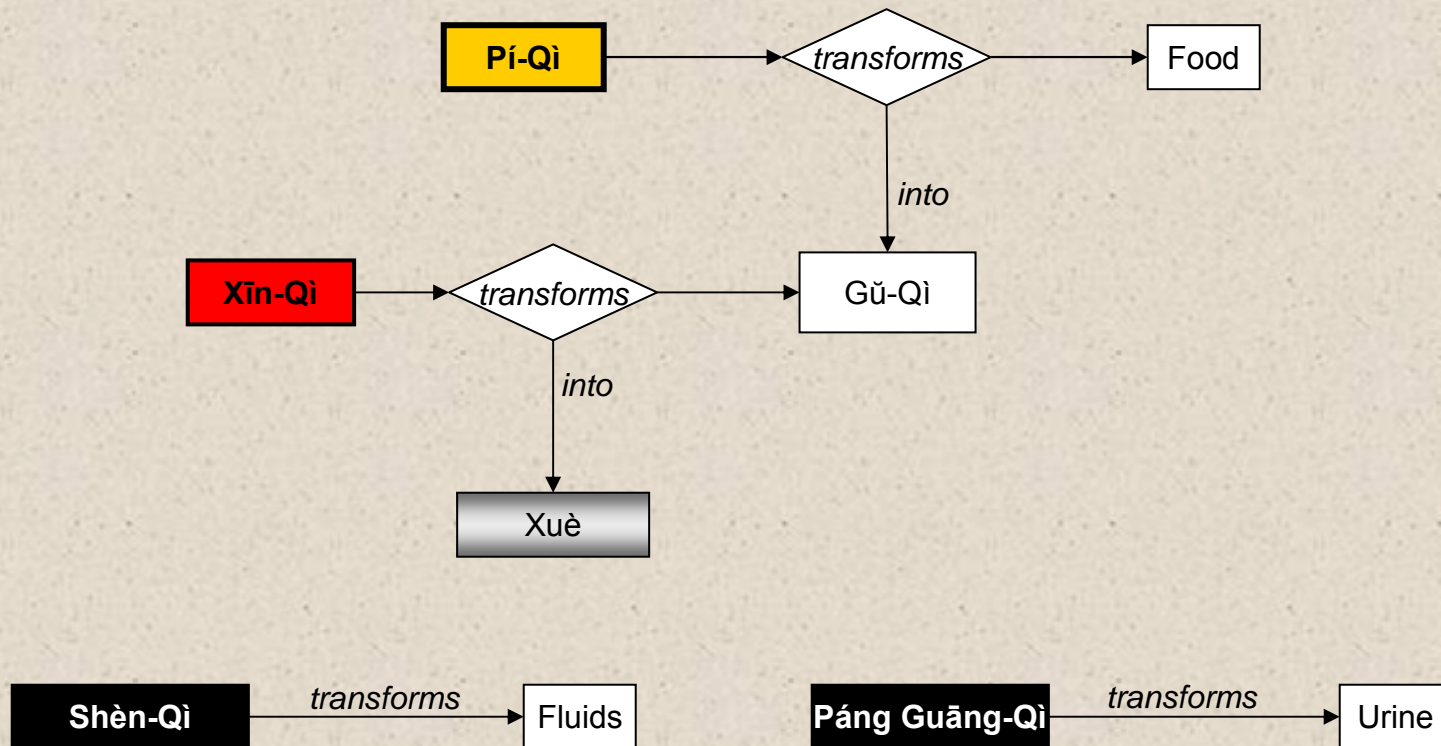 Pí-Qì
transforms
Food
into
Xīn-Qì
transforms
Gŭ-Qì
into
Xuè
Shèn-Qì
transforms
Fluids
Páng Guāng-Qì
transforms
Urine